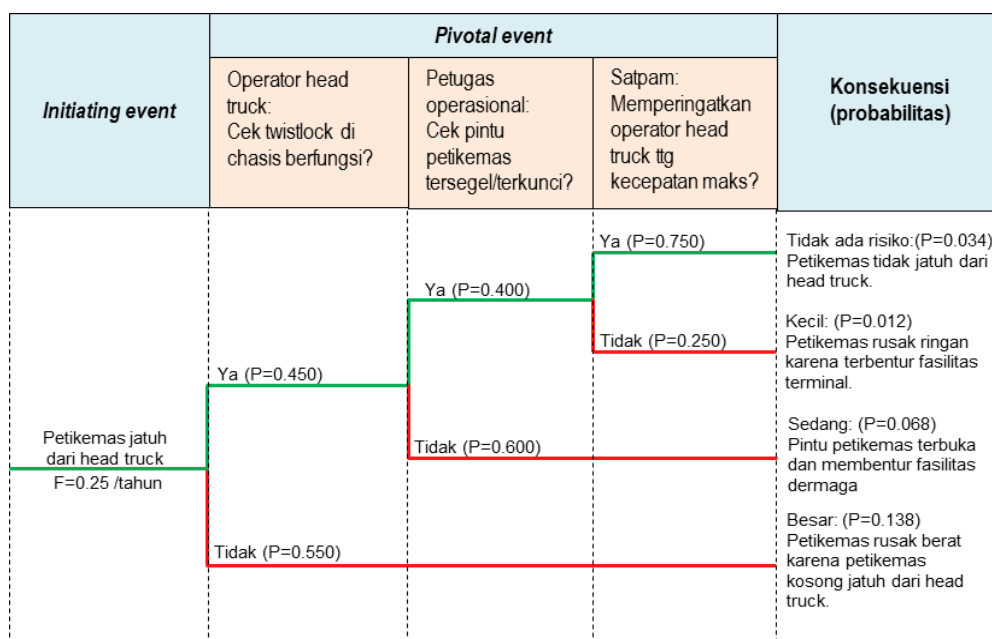 Pivotal event
Initiating event
Operator head
truck:
Cek twistlock di
chasis berfungsi?
Petugas
operasional:
Cek pintu
petikemas
tersegel/terkunci?
Satpam:
Memperingatkan
operator head
truck ttg
kecepatan maks?
Konsekuensi
(probabilitas)
Ya (P=0.750)
Tidak ada risiko:(P=0.034)
Petikemas tidak jatuh dari
head truck.
Ya (P=0.400)
Tidak (P=0.250)
Kecil: (P=0.012)
Petikemas rusak ringan
karena terbentur fasilitas
terminal.
Ya (P=0.450)
Tidak (P=0.600)
Sedang: (P=0.068)
Pintu petikemas terbuka
dan membentur fasilitas
dermaga
Petikemas jatuh
dari head truck
F=0.25 /tahun
Tidak (P=0.550)
Besar: (P=0.138)
Petikemas rusak berat
karena petikemas
kosong jatuh dari head
truck.